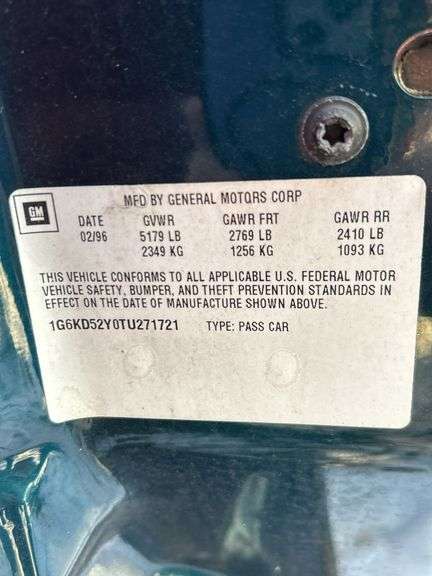 GM
MFD BY GENERAL MOTORS CORP
DATE GVWR GAWR FRT GAWR RR
02/96 5179 LB 2769 LB 2410 LB
2349 KG 1256 KG 1093 KG
THIS VEHICLE CONFORMS TO ALL APPLICABLE U.S. FEDERAL MOTOR
VEHICLE SAFETY, BUMPER, AND THEFT PREVENTION STANDARDS IN
EFFECT ON THE DATE OF MANUFACTURE SHOWN ABOVE.
1G6KD52Y0TU271721 TYPE: PASS CAR